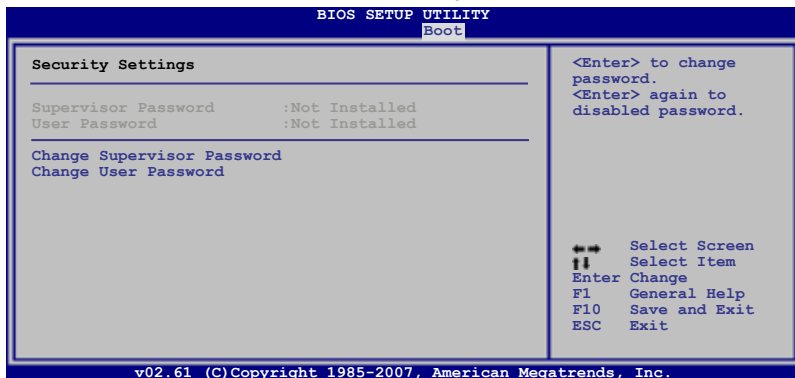 BIOS SETUP UTILITY
Boot
Security Settings
Supervisor Password :Not Installed
User Password :Not Installed
Change Supervisor Password
Change User Password
<Enter> to change
password.
<Enter> again to
disabled password.
Select Screen
Select Item
Enter Change
F1 General Help
F10 Save and Exit
ESC Exit
v02.61 (C)Copyright 1985-2007, American Megatrends, Inc.